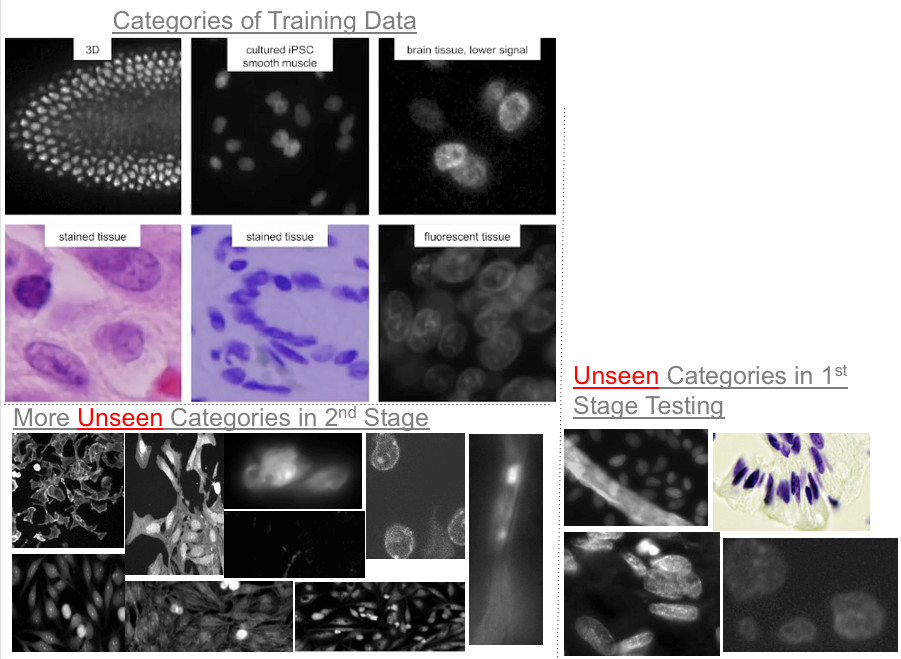 Categories of Training Data
3D
cultured iPSC
smooth muscle
brain tissue, lower signal
stained tissue
stained tissue
fluorescent tissue
Unseen Categories in 1st
Stage Testing
More Unseen Categories in 2nd Stage